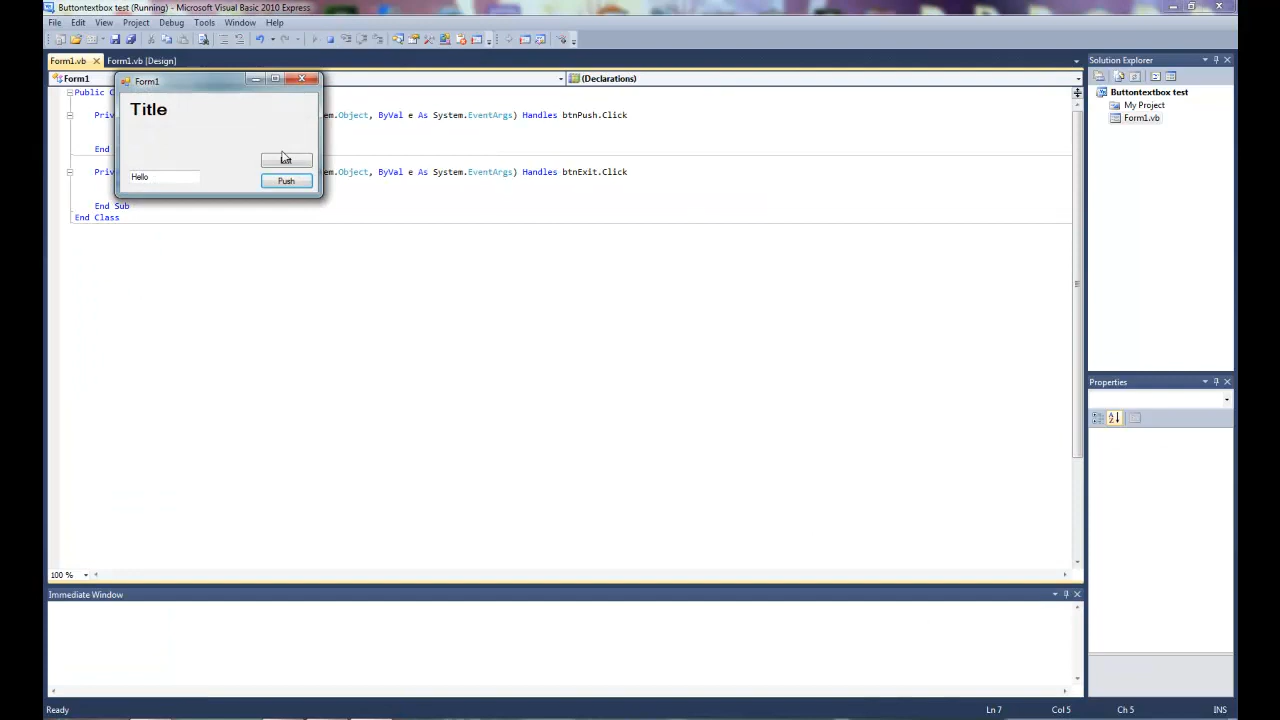 Buttontextbox test (Running) - Microsoft Visual Basic 2010 Express
File Edit View Project Debug Tools Window Help
Form1.vb Form1.vb [Design]
Form1 (Declarations)
Form1
Title
Hello
Push
Public C
Priv em.Object, ByVal e As System.EventArgs) Handles btnPush.Click
End
Priv em.Object, ByVal e As System.EventArgs) Handles btnExit.Click
End Sub
End Class
100 %
Immediate Window
Solution Explorer
Buttontextbox test
My Project
Form1.vb
Properties
Ready Ln 7 Col 5 Ch 5 INS